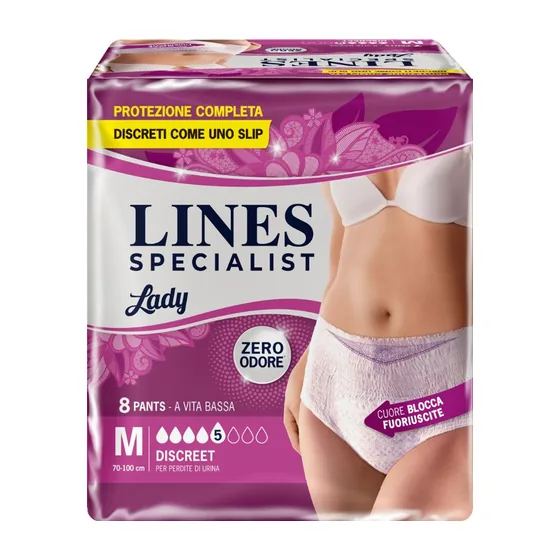 PROTEZIONE COMPLETA
DISCRETI COME UNO SLIP
LINES
SPECIALIST
Lady
ZERO
ODORE
8 PANTS - A VITA BASSA
CUORE BLOCCA
FUORIUSCITE
M
5
70-100 cm
DISCREET
PER PERDITE DI URINA